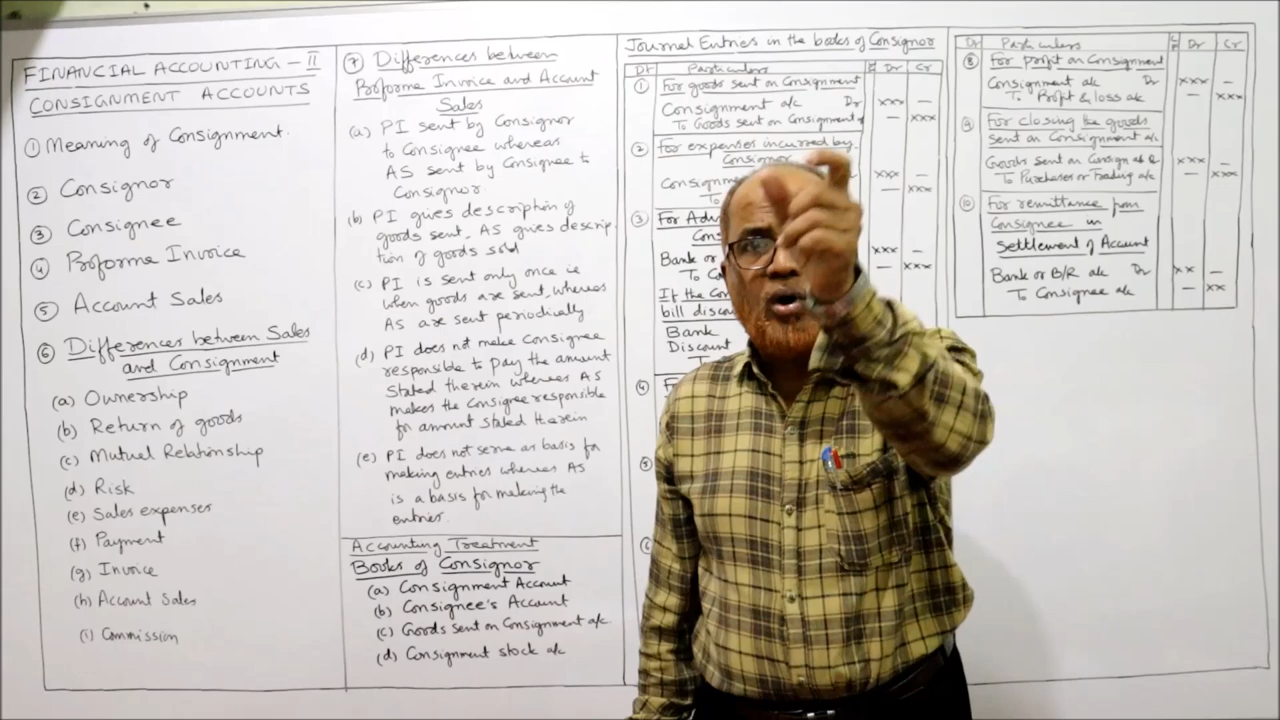 FINANCIAL ACCOUNTING - II
CONSIGNMENT ACCOUNTS
① Meaning of Consignment.
② Consignor
③ Consignee
④ Proforma Invoice
⑤ Account Sales
⑥ Differences between Sales
and Consignment
(a) Ownership
(b) Return of goods
(c) Mutual Relationship
(d) Risk
(e) Sales expenses
(f) Payment
(g) Invoice
(h) Account Sales
(i) Commission
⑦ Differences between
Proforma Invoice and Account
Sales
(a) PI sent by Consignor
to Consignee whereas
AS sent by Consignee to
Consignor.
(b) PI gives description of
goods sent, AS gives descrip-
tion of goods sold
(c) PI is sent only once ie
when goods are sent, whereas
AS are sent periodically
(d) PI does not make consignee
responsible to pay the amount
stated therein whereas AS
makes the consignee responsible
for amount stated therein
(e) PI does not serve as basis for
making entries whereas AS
is a basis for making the
entries.
Accounting Treatment
Books of Consignor
(a) Consignment Account
(b) Consignee's Account
(c) Goods sent on Consignment a/c.
(d) Consignment stock a/c
Journal Entries in the books of Consignor
Dt Particulars Dr Cr
① For goods sent on Consignment
Consignment a/c Dr xxx —
To Goods sent on Consignment — xxx
② For expenses incurred by
Consignor
xxx —
To — xxx
③ For
Bank or xxx —
To — xxx
If the
bill
Bank
Discount
④
⑤
⑥
Dr Particulars LF Dr Cr
⑧ For profit on Consignment
Consignment a/c Dr xxx —
To Profit & loss a/c — xxx
⑨ For closing the goods
sent on Consignment a/c
Goods sent on Consign a/c xxx —
To Purchases or Trading a/c — xxx
⑩ For remittance from
Consignee in
Settlement of Account
Bank or B/R a/c Dr xx —
To Consignee a/c — xx